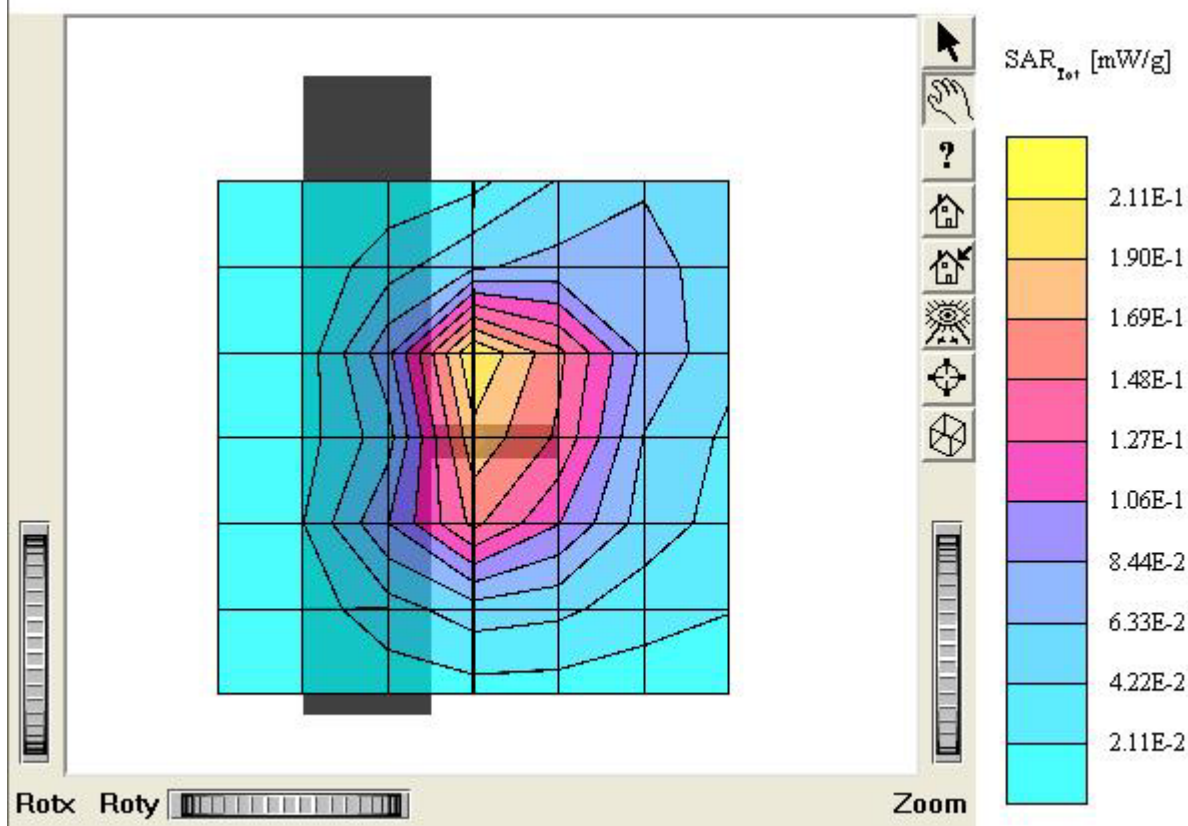 SARTot [mW/g]
?
2.11E-1
1.90E-1
1.69E-1
1.48E-1
1.27E-1
1.06E-1
8.44E-2
6.33E-2
4.22E-2
2.11E-2
Rotx Roty Zoom